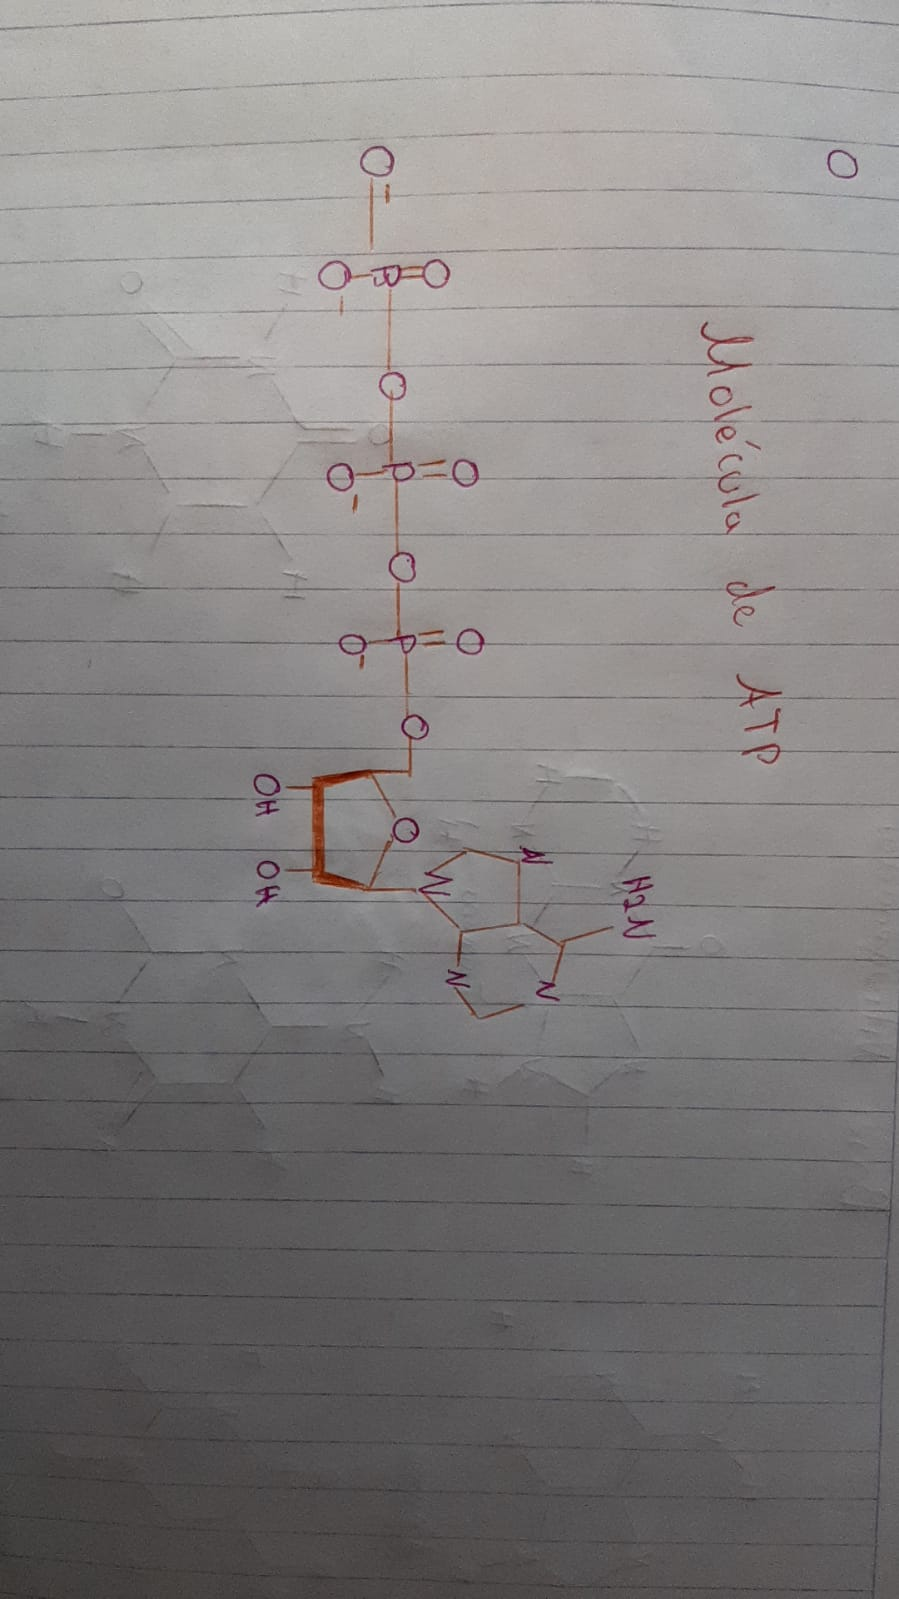 O
Molécula de ATP
H2N
N N
O O O N N
O⁻ P O P O P O O
O⁻ O⁻ O⁻
OH OH